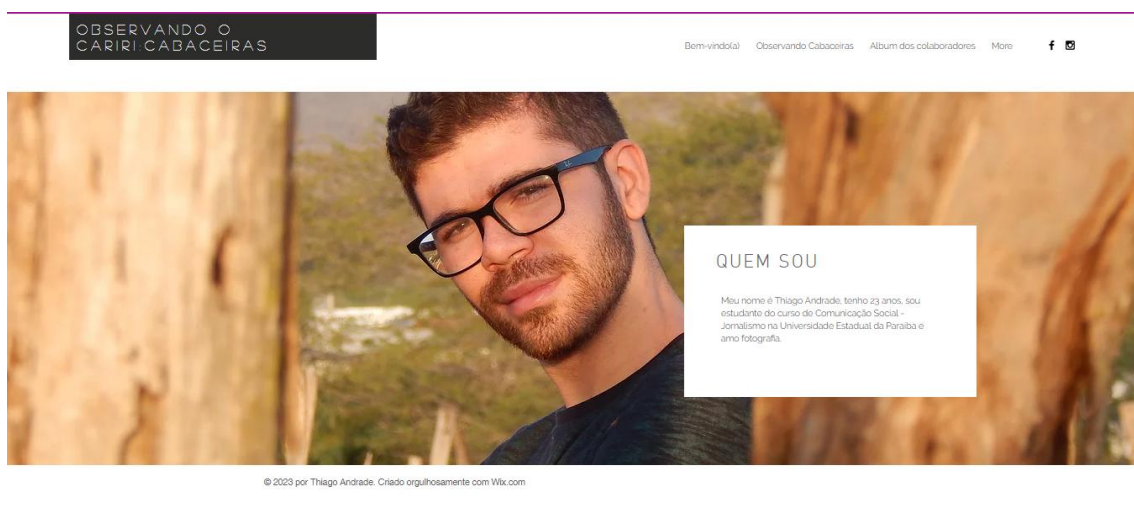 OBSERVANDO O
CARIRI:CABACEIRAS
Bem-vindo(a) Observando Cabaceiras Album dos colaboradores More
QUEM SOU
Meu nome é Thiago Andrade, tenho 23 anos, sou
estudante do curso de Comunicação Social -
Jornalismo na Universidade Estadual da Paraíba e
amo fotografia.
© 2023 por Thiago Andrade. Criado orgulhosamente com Wix.com